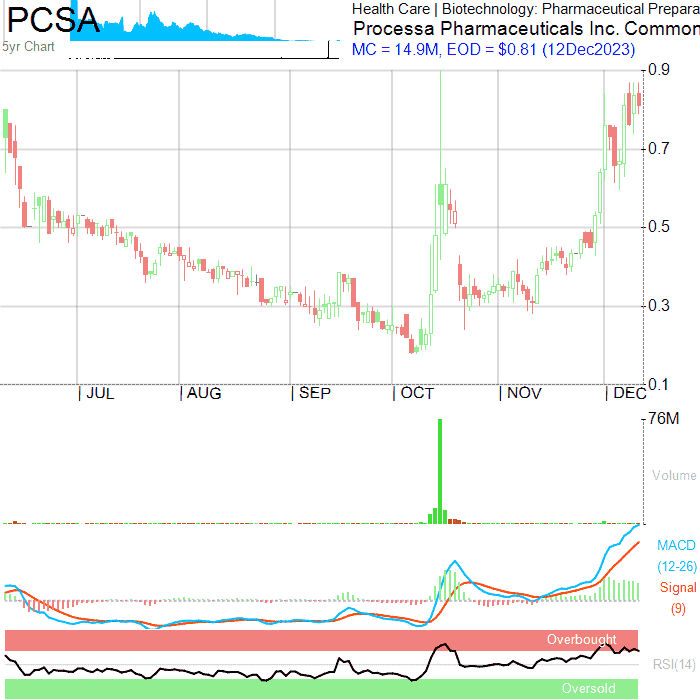 PCSA
5yr Chart
Health Care | Biotechnology: Pharmaceutical Prepara
Processa Pharmaceuticals Inc. Common
MC = 14.9M, EOD = $0.81 (12Dec2023)
0.9
0.7
0.5
0.3
0.1
JUL
AUG
SEP
OCT
NOV
DEC
76M
Volume
MACD
(12-26)
Signal
(9)
Overbought
RSI(14)
Oversold